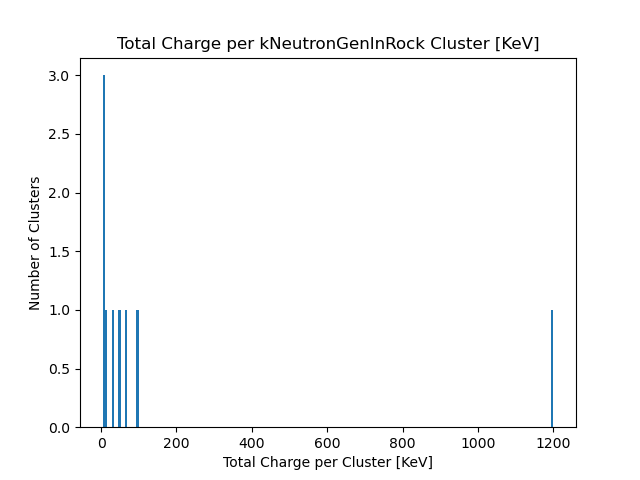 Total Charge per kNeutronGenInRock Cluster [KeV]
3.0
2.5
2.0
1.5
1.0
0.5
0.0
Number of Clusters
0 200 400 600 800 1000 1200
Total Charge per Cluster [KeV]